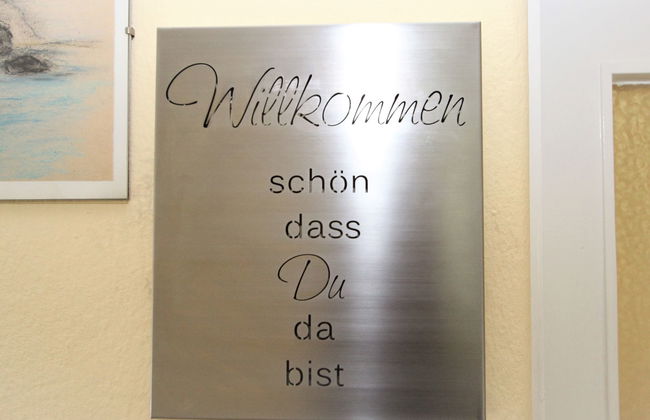 Willkommen
schön
dass
Du
da
bist